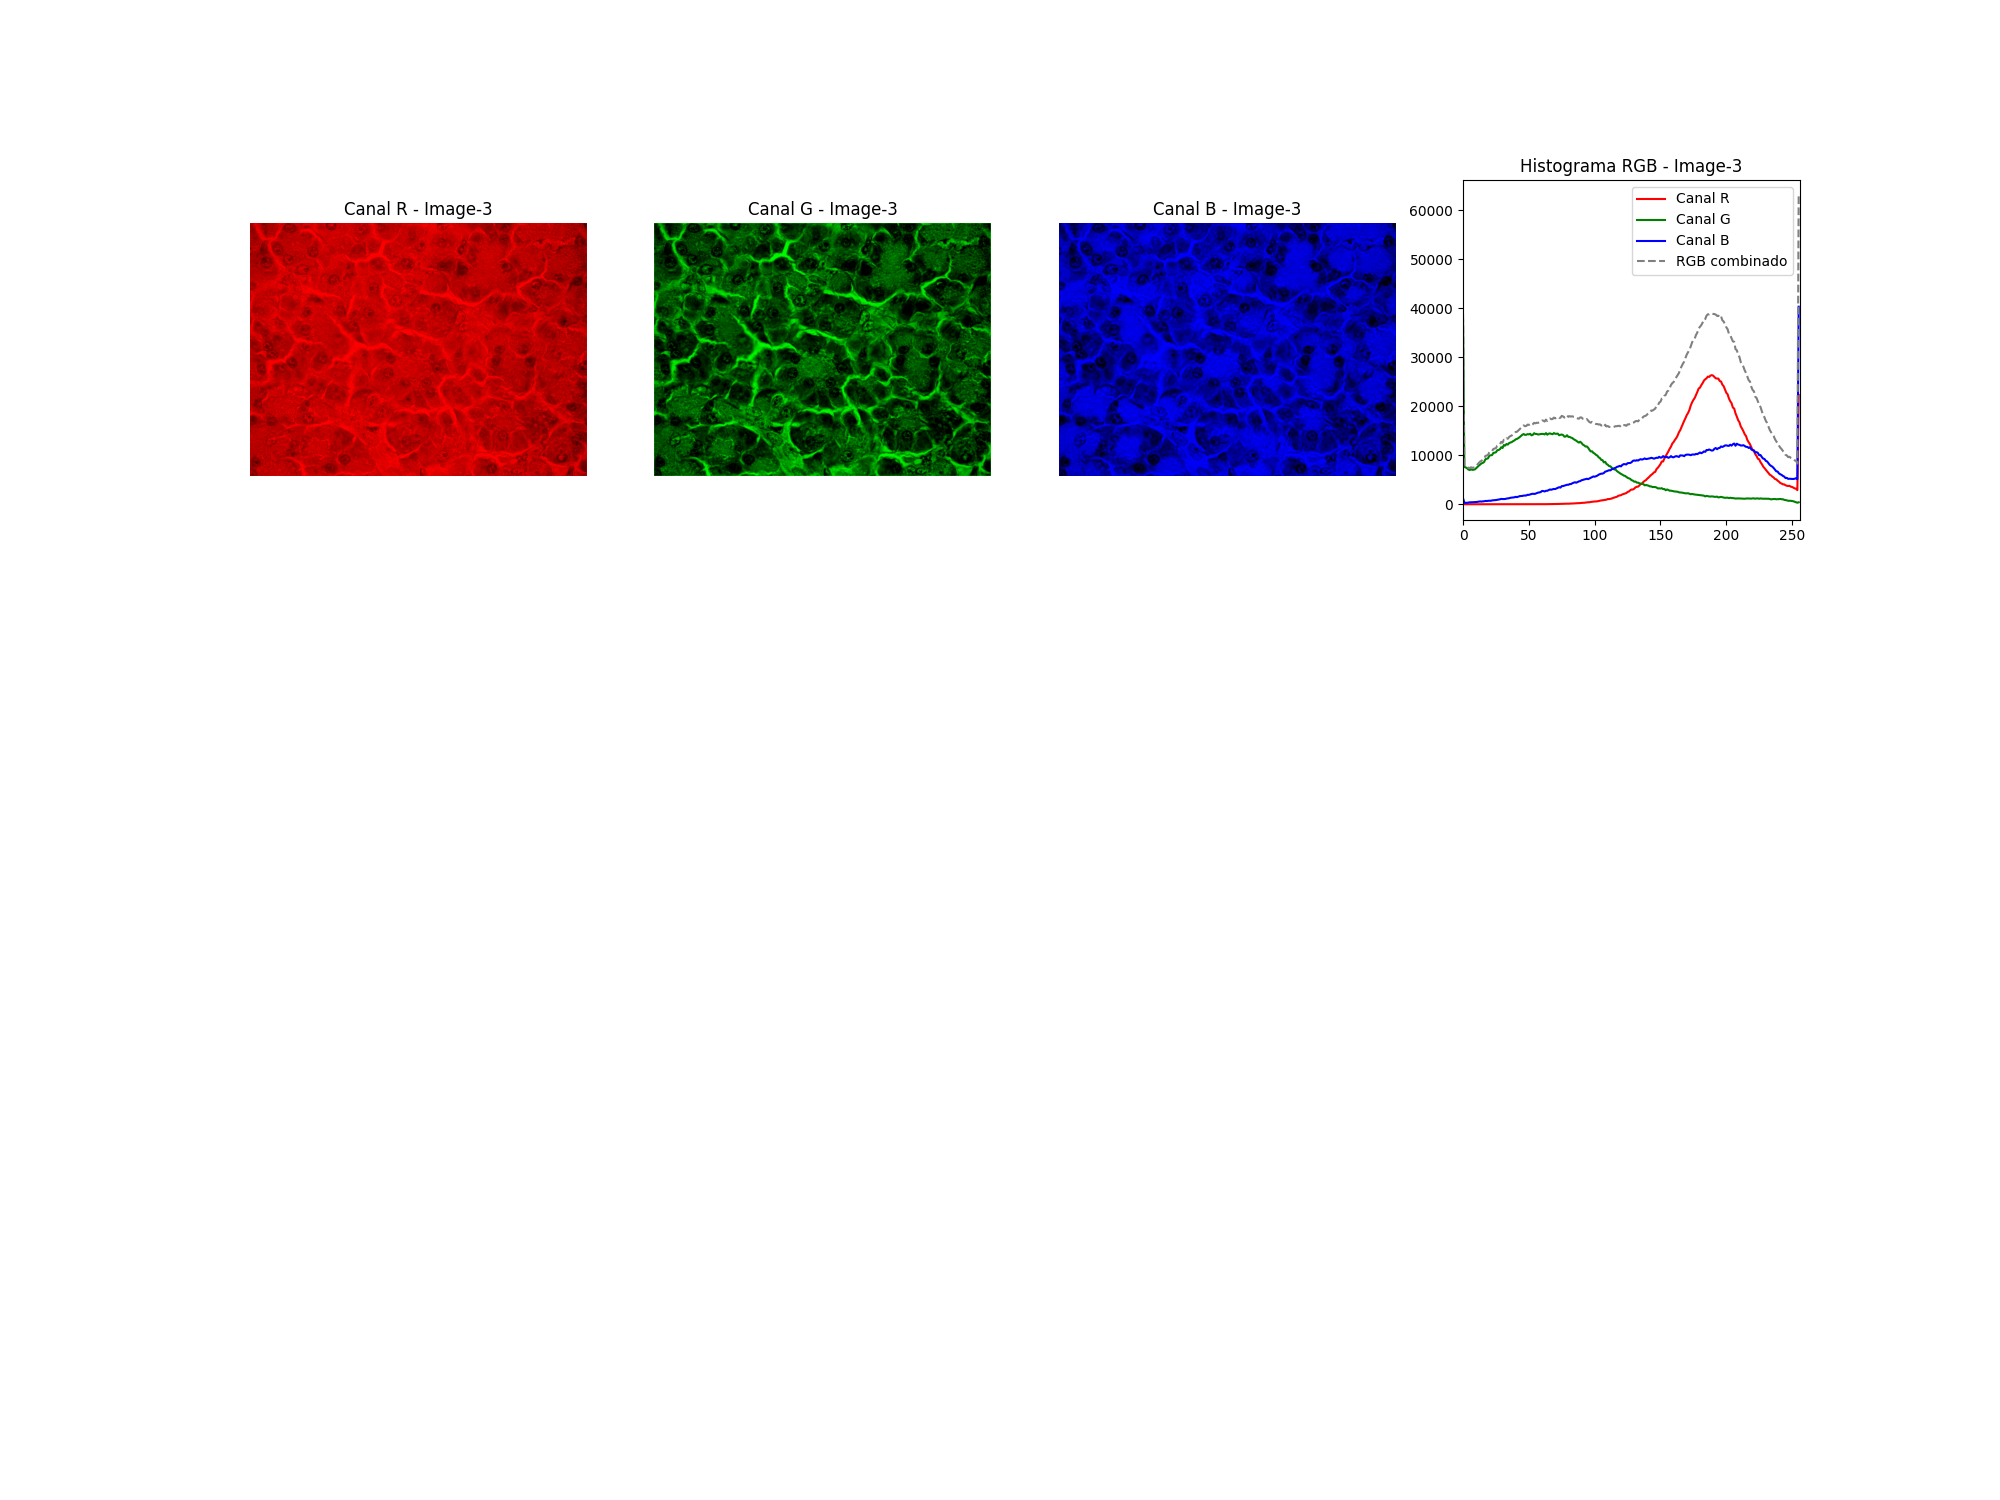 Canal R - Image-3
Canal G - Image-3
Canal B - Image-3
Histograma RGB - Image-3
Canal R
Canal G
Canal B
RGB combinado
60000
50000
40000
30000
20000
10000
0
0 50 100 150 200 250